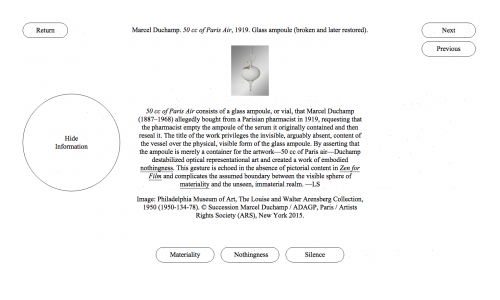 Return
Marcel Duchamp. 50 cc of Paris Air, 1919. Glass ampoule (broken and later restored).
Next
Previous
Hide
Information
50 cc of Paris Air consists of a glass ampoule, or vial, that Marcel Duchamp
(1887–1968) allegedly bought from a Parisian pharmacist in 1919, requesting that
the pharmacist empty the ampoule of the serum it originally contained and then
reseal it. The title of the work privileges the invisible, arguably absent, content of
the vessel over the physical, visible form of the glass ampoule. By asserting that
the ampoule is merely a container for the artwork—50 cc of Paris air—Duchamp
destabilized optical representational art and created a work of embodied
nothingness. This gesture is echoed in the absence of pictorial content in Zen for
Film and complicates the assumed boundary between the visible sphere of
materiality and the unseen, immaterial realm. —LS
Image: Philadelphia Museum of Art, The Louise and Walter Arensberg Collection,
1950 (1950-134-78). © Succession Marcel Duchamp / ADAGP, Paris / Artists
Rights Society (ARS), New York 2015.
Materiality
Nothingness
Silence